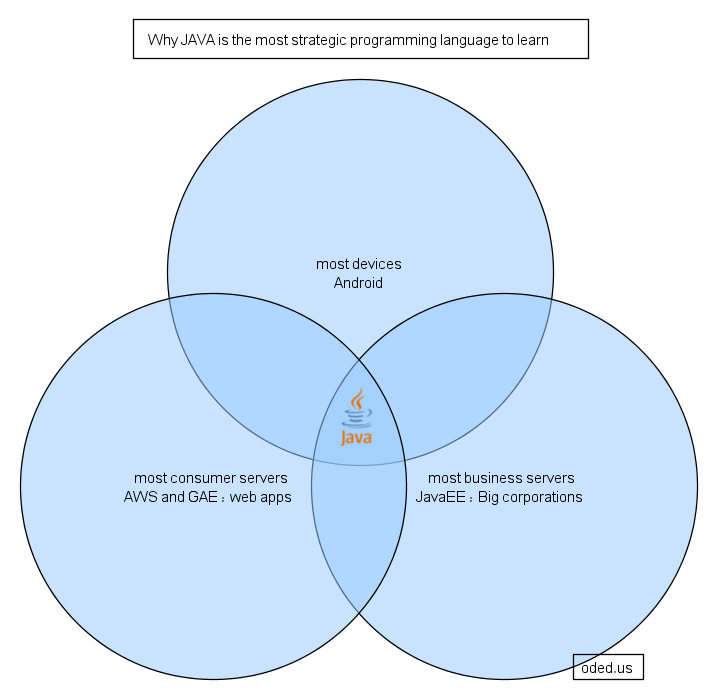 Why JAVA is the most strategic programming language to learn
most devices
Android
Java
most consumer servers
AWS and GAE : web apps
most business servers
JavaEE : Big corporations
oded.us